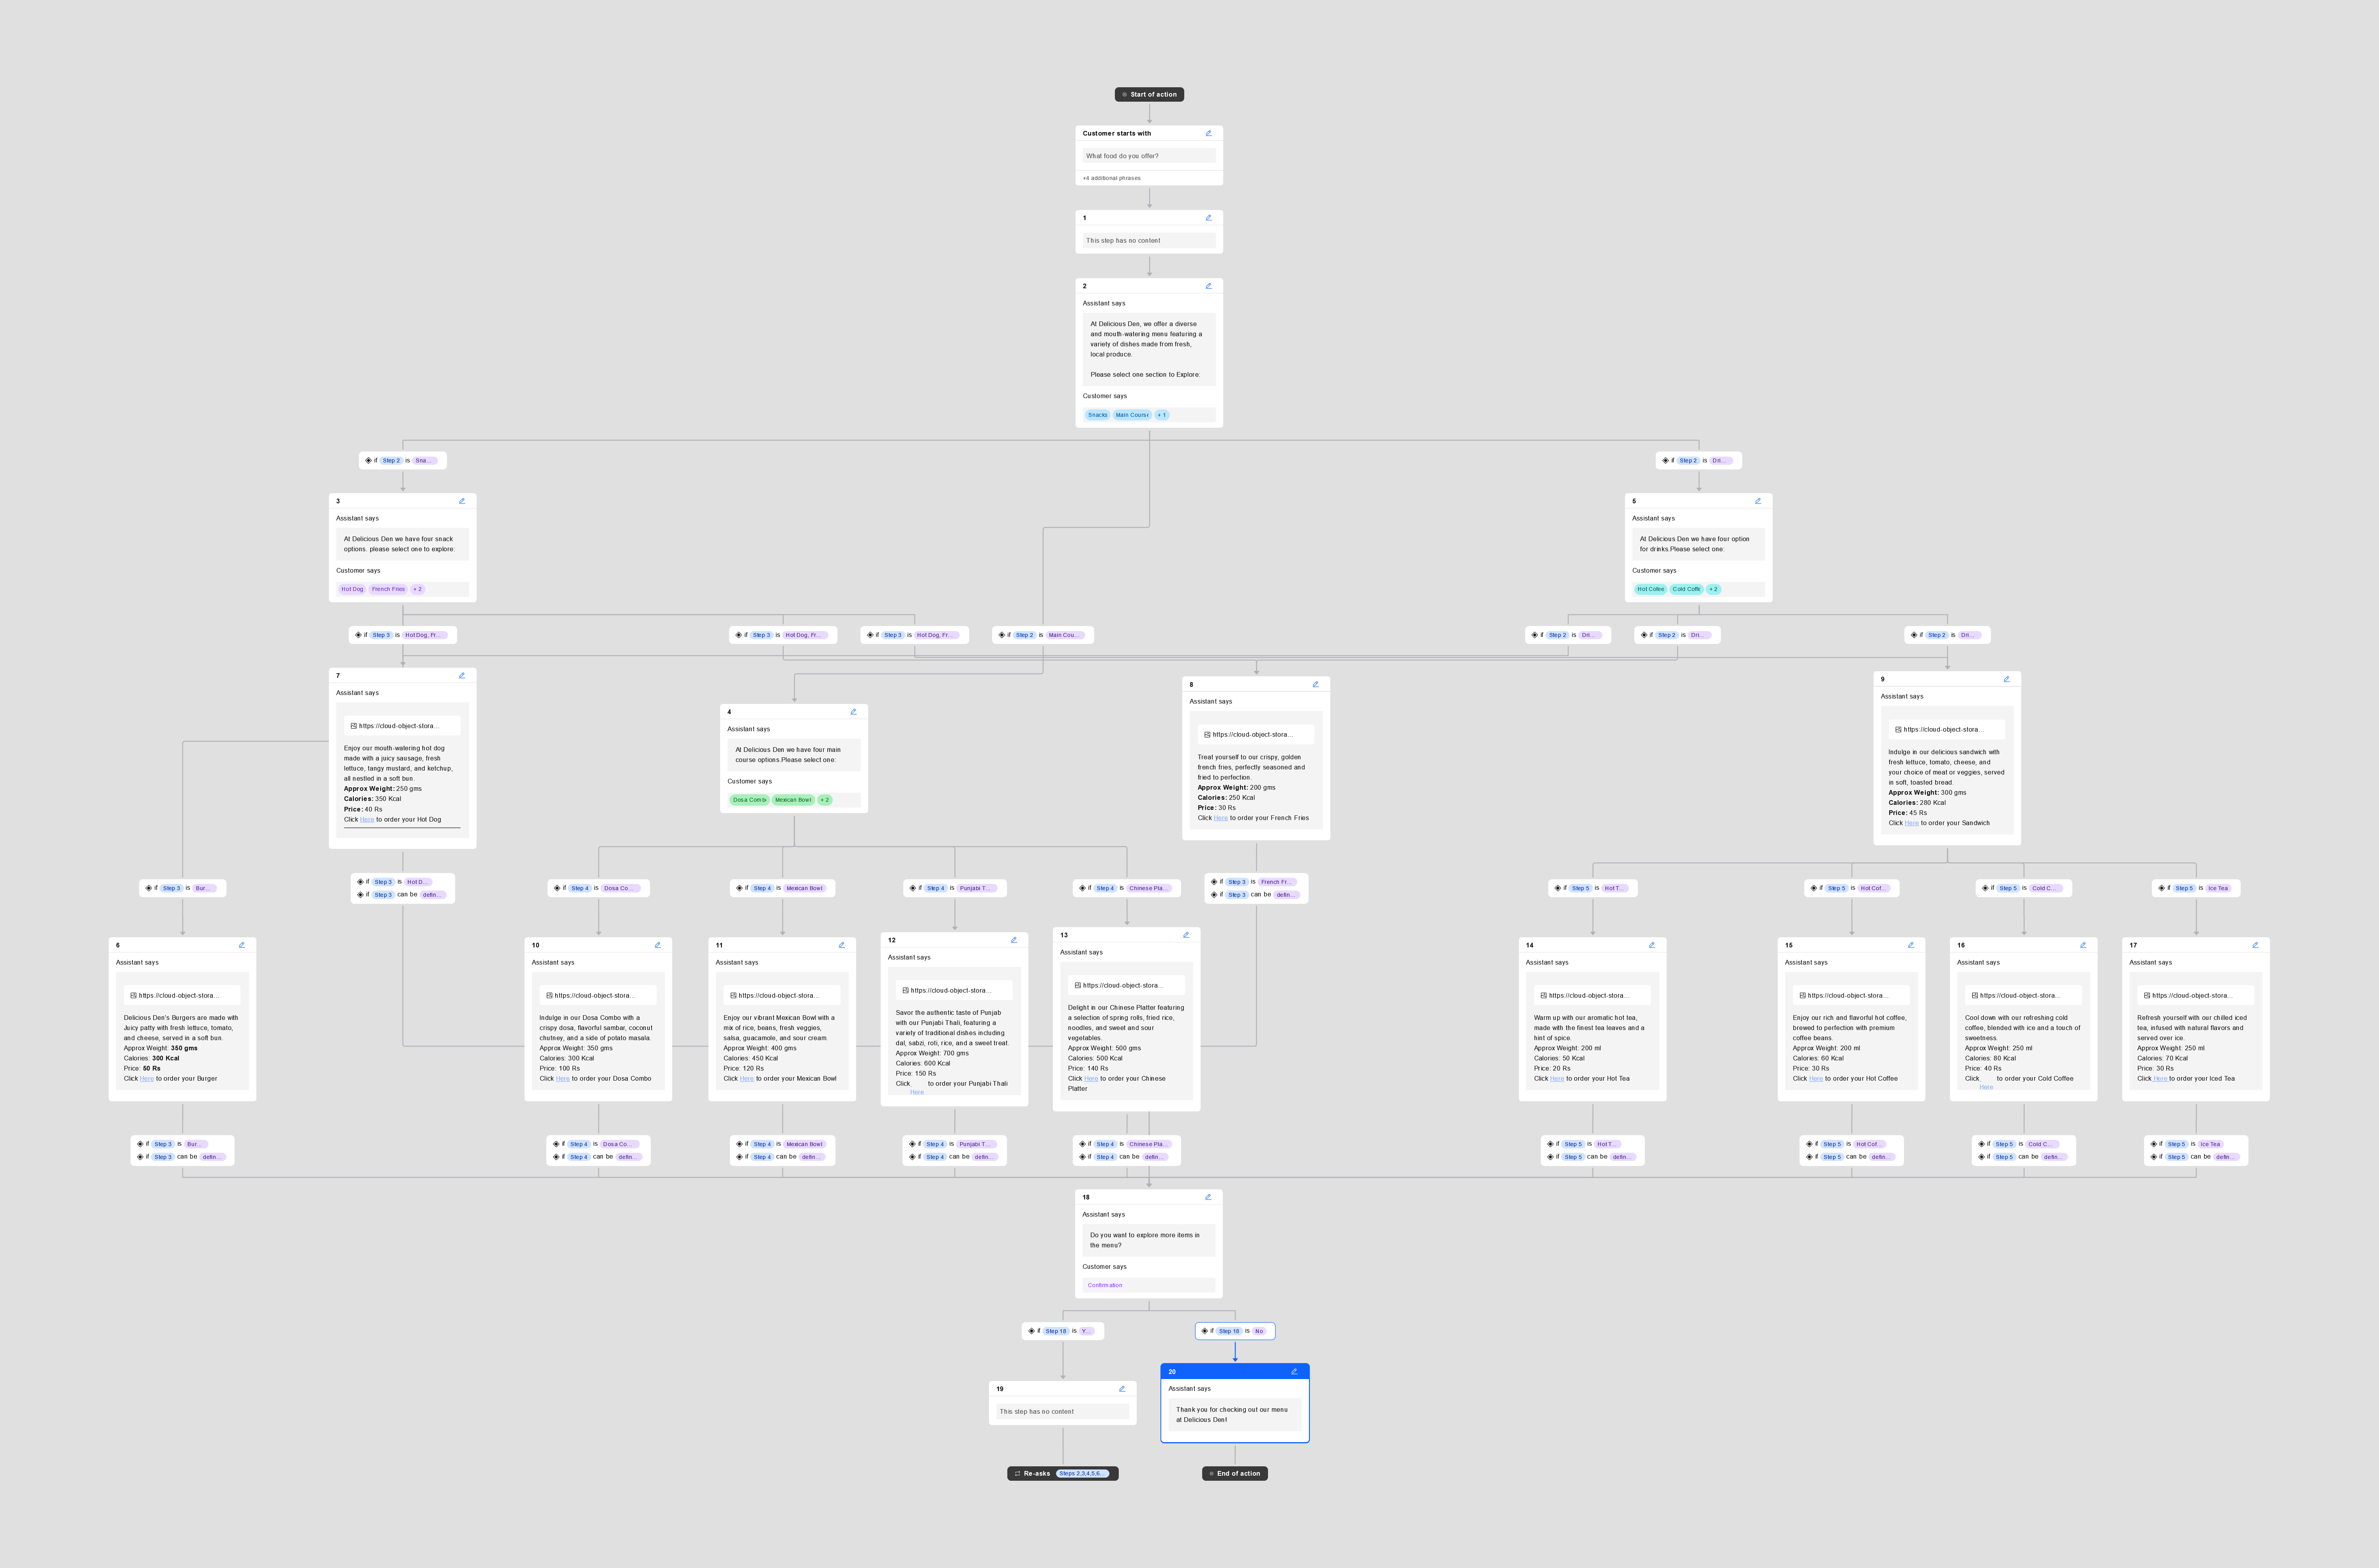 Start of action
Customer starts with
What food do you offer?
+4 additional phrases
1
This step has no content
2
Assistant says
At Delicious Den, we offer a diverse
and mouth-watering menu featuring a
variety of dishes made from fresh,
local produce.
Please select one section to Explore:
Customer says
Snacks Main Course + 1
if Step 2 is Sna...
if Step 2 is Dri...
3
Assistant says
At Delicious Den we have four snack
options. please select one to explore:
Customer says
Hot Dog French Fries + 2
5
Assistant says
At Delicious Den we have four option
for drinks.Please select one:
Customer says
Hot Cofee Cold Coffe + 2
if Step 3 is Hot Dog, Fr...
if Step 3 is Hot Dog, Fr...
if Step 3 is Hot Dog, Fr...
if Step 2 is Main Cou...
if Step 2 is Dri...
if Step 2 is Dri...
if Step 2 is Dri...
7
Assistant says
https://cloud-object-stora...
Enjoy our mouth-watering hot dog
made with a juicy sausage, fresh
lettuce, tangy mustard, and ketchup,
all nestled in a soft bun.
Approx Weight: 250 gms
Calories: 350 Kcal
Price: 40 Rs
Click Here to order your Hot Dog
4
Assistant says
At Delicious Den we have four main
course options.Please select one:
Customer says
Dosa Combo Mexican Bowl + 2
8
Assistant says
https://cloud-object-stora...
Treat yourself to our crispy, golden
french fries, perfectly seasoned and
fried to perfection.
Approx Weight: 200 gms
Calories: 250 Kcal
Price: 30 Rs
Click Here to order your French Fries
9
Assistant says
https://cloud-object-stora...
Indulge in our delicious sandwich with
fresh lettuce, tomato, cheese, and
your choice of meat or veggies, served
in soft, toasted bread.
Approx Weight: 300 gms
Calories: 280 Kcal
Price: 45 Rs
Click Here to order your Sandwich
if Step 3 is Bur...
if Step 3 is Hot D...
if Step 3 can be defin...
if Step 4 is Dosa Co...
if Step 4 is Mexican Bowl
if Step 4 is Punjabi T...
if Step 4 is Chinese Pla...
if Step 3 is French Fr...
if Step 3 can be defin...
if Step 5 is Hot T...
if Step 5 is Hot Cof...
if Step 5 is Cold C...
if Step 5 is Ice Tea
6
Assistant says
https://cloud-object-stora...
Delicious Den's Burgers are made with
Juicy patty with fresh lettuce, tomato,
and cheese, served in a soft bun.
Approx Weight: 350 gms
Calories: 300 Kcal
Price: 50 Rs
Click Here to order your Burger
10
Assistant says
https://cloud-object-stora...
Indulge in our Dosa Combo with a
crispy dosa, flavorful sambar, coconut
chutney, and a side of potato masala.
Approx Weight: 350 gms
Calories: 300 Kcal
Price: 100 Rs
Click Here to order your Dosa Combo
11
Assistant says
https://cloud-object-stora...
Enjoy our vibrant Mexican Bowl with a
mix of rice, beans, fresh veggies,
salsa, guacamole, and sour cream.
Approx Weight: 400 gms
Calories: 450 Kcal
Price: 120 Rs
Click Here to order your Mexican Bowl
12
Assistant says
https://cloud-object-stora...
Savor the authentic taste of Punjab
with our Punjabi Thali, featuring a
variety of traditional dishes including
dal, sabzi, roti, rice, and a sweet treat.
Approx Weight: 700 gms
Calories: 600 Kcal
Price: 150 Rs
Click Here to order your Punjabi Thali
13
Assistant says
https://cloud-object-stora...
Delight in our Chinese Platter featuring
a selection of spring rolls, fried rice,
noodles, and sweet and sour
vegetables.
Approx Weight: 500 gms
Calories: 500 Kcal
Price: 140 Rs
Click Here to order your Chinese
Platter
14
Assistant says
https://cloud-object-stora...
Warm up with our aromatic hot tea,
made with the finest tea leaves and a
hint of spice.
Approx Weight: 200 ml
Calories: 50 Kcal
Price: 20 Rs
Click Here to order your Hot Tea
15
Assistant says
https://cloud-object-stora...
Enjoy our rich and flavorful hot coffee,
brewed to perfection with premium
coffee beans.
Approx Weight: 200 ml
Calories: 60 Kcal
Price: 30 Rs
Click Here to order your Hot Coffee
16
Assistant says
https://cloud-object-stora...
Cool down with our refreshing cold
coffee, blended with ice and a touch of
sweetness.
Approx Weight: 250 ml
Calories: 80 Kcal
Price: 40 Rs
Click Here to order your Cold Coffee
17
Assistant says
https://cloud-object-stora...
Refresh yourself with our chilled iced
tea, infused with natural flavors and
served over ice.
Approx Weight: 250 ml
Calories: 70 Kcal
Price: 30 Rs
Click Here to order your Iced Tea
if Step 3 is Bur...
if Step 3 can be defin...
if Step 4 is Dosa Co...
if Step 4 can be defin...
if Step 4 is Mexican Bowl
if Step 4 can be defin...
if Step 4 is Punjabi T...
if Step 4 can be defin...
if Step 4 is Chinese Pla...
if Step 4 can be defin...
if Step 5 is Hot T...
if Step 5 can be defin...
if Step 5 is Hot Cof...
if Step 5 can be defin...
if Step 5 is Cold C...
if Step 5 can be defin...
if Step 5 is Ice Tea
if Step 5 can be defin...
18
Assistant says
Do you want to explore more items in
the menu?
Customer says
Confirmation
if Step 18 is Y...
if Step 18 is No
19
This step has no content
20
Assistant says
Thank you for checking out our menu
at Delicious Den!
Re-asks Steps 2,3,4,5,6...
End of action